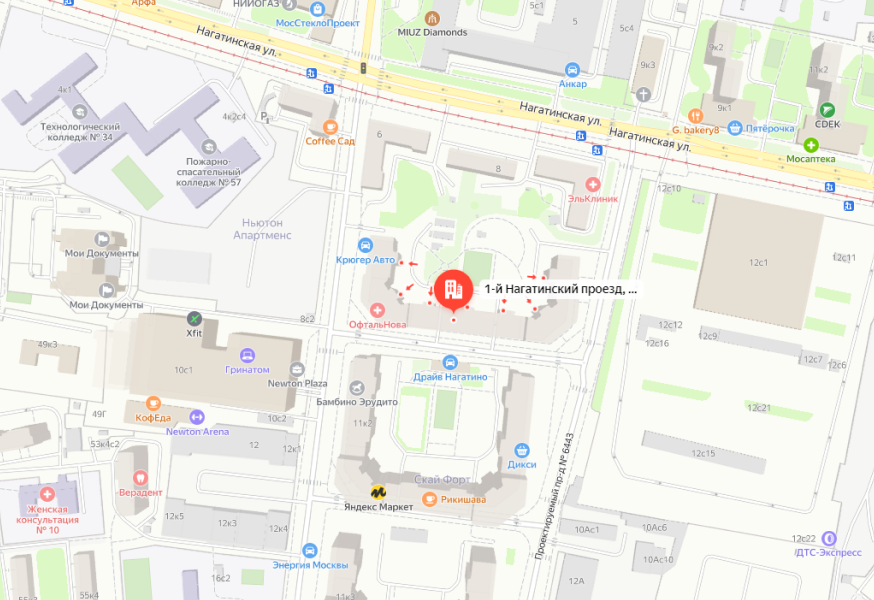 Арфа
НИИОГАЗ
МосСтеклоПроект
Нагатинская ул.
MIUZ Diamonds
5с1
5
5с4
Анкар
9к3
9к2
12с2
11к2
9к1
G. bakery8
Пятёрочка
CDEK
Мосаптека
Нагатинская ул.
Нагатинская ул.
4к1
Технологический
колледж № 34
4к2с4
Р
Coffee Сад
6
8
ЭльКлиник
12с10
Пожарно-
спасательный
колледж № 57
Ньютон
Апартменс
Мои Документы
Мои Документы
Крюгер Авто
1-й Нагатинский проезд, ...
12с1
12с11
ОфтальНова
8с2
Xfit
49к3
10с1
Гринатом
Newton Plaza
Драйв Нагатино
12с12
12с16
12с7
12с6
Бамбино Эрудито
КофЕда
49Г
10с2
Newton Arena
11к2
12с21
53к4с2
12
12к1
12с15
Дикси
Скай Форт
Верадент
Яндекс Маркет
Рикишава
Проектируемый пр-д № 6443
Женская
консультация
№ 10
12к5
12к3
12к4
10Ас1
10Ас6
10Ас10
12с22
ДТС-Экспресс
Энергия Москвы
16с2
12А
55к4
55к
11к3